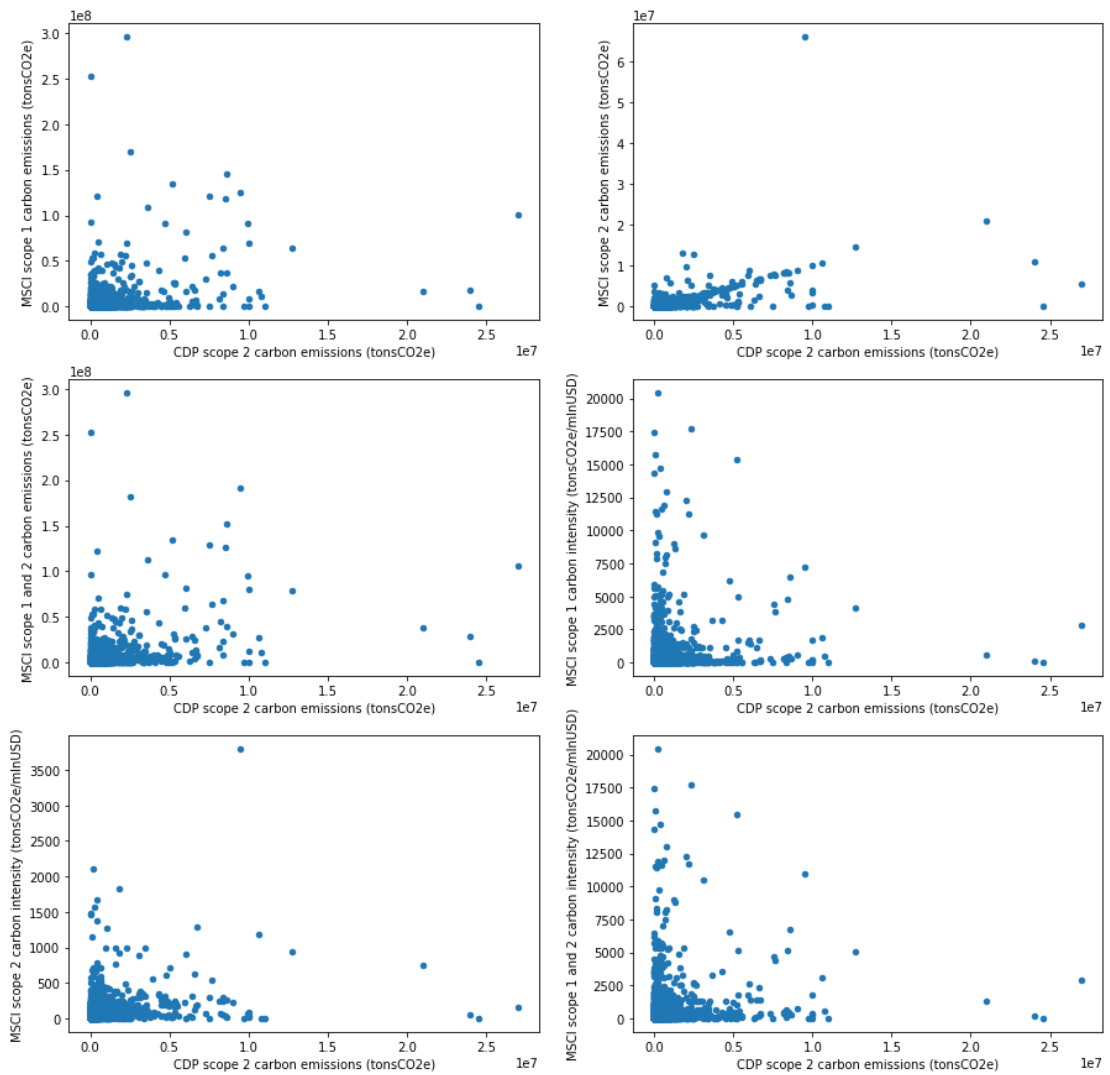 1e8
MSCI scope 1 carbon emissions (tonsCO2e)
3.0
2.5
2.0
1.5
1.0
0.5
0.0
0.0 0.5 1.0 1.5 2.0 2.5
CDP scope 2 carbon emissions (tonsCO2e)
1e7
1e7
MSCI scope 2 carbon emissions (tonsCO2e)
6
5
4
3
2
1
0
0.0 0.5 1.0 1.5 2.0 2.5
CDP scope 2 carbon emissions (tonsCO2e)
1e7
1e8
MSCI scope 1 and 2 carbon emissions (tonsCO2e)
3.0
2.5
2.0
1.5
1.0
0.5
0.0
0.0 0.5 1.0 1.5 2.0 2.5
CDP scope 2 carbon emissions (tonsCO2e)
1e7
MSCI scope 1 carbon intensity (tonsCO2e/mlnUSD)
20000
17500
15000
12500
10000
7500
5000
2500
0
0.0 0.5 1.0 1.5 2.0 2.5
CDP scope 2 carbon emissions (tonsCO2e)
1e7
MSCI scope 2 carbon intensity (tonsCO2e/mlnUSD)
3500
3000
2500
2000
1500
1000
500
0
0.0 0.5 1.0 1.5 2.0 2.5
CDP scope 2 carbon emissions (tonsCO2e)
1e7
MSCI scope 1 and 2 carbon intensity (tonsCO2e/mlnUSD)
20000
17500
15000
12500
10000
7500
5000
2500
0
0.0 0.5 1.0 1.5 2.0 2.5
CDP scope 2 carbon emissions (tonsCO2e)
1e7